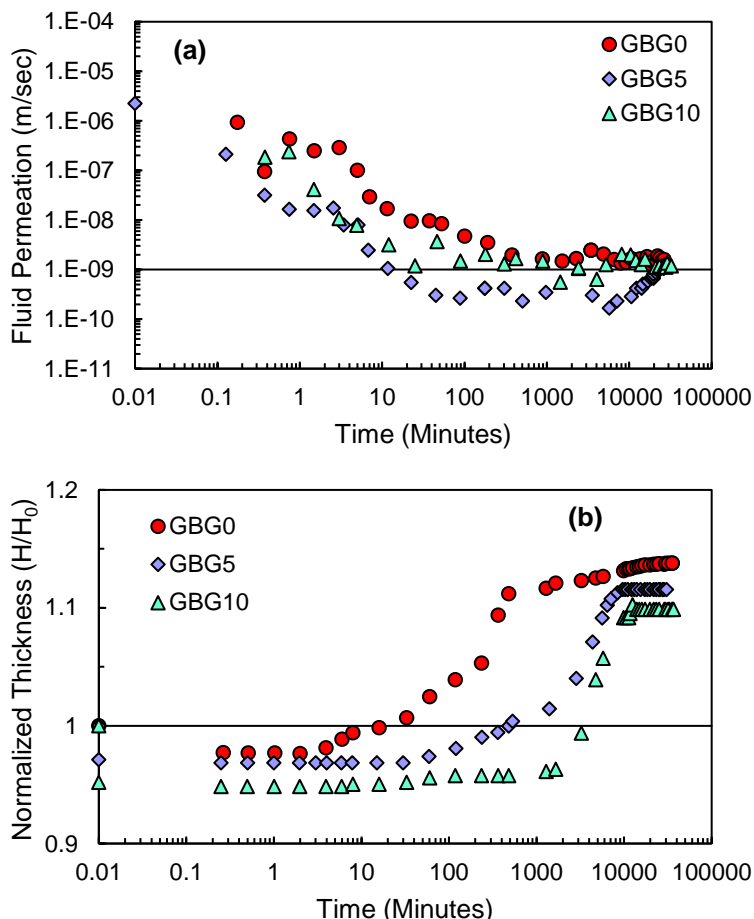 1.E-04
1.E-05
1.E-06
1.E-07
1.E-08
1.E-09
1.E-10
1.E-11
Fluid Permeation (m/sec)
(a)
GBG0
GBG5
GBG10
0.01 0.1 1 10 100 1000 10000 100000
Time (Minutes)
1.2
1.1
1
0.9
Normalized Thickness (H/H₀)
GBG0
GBG5
GBG10
(b)
0.01 0.1 1 10 100 1000 10000 100000
Time (Minutes)